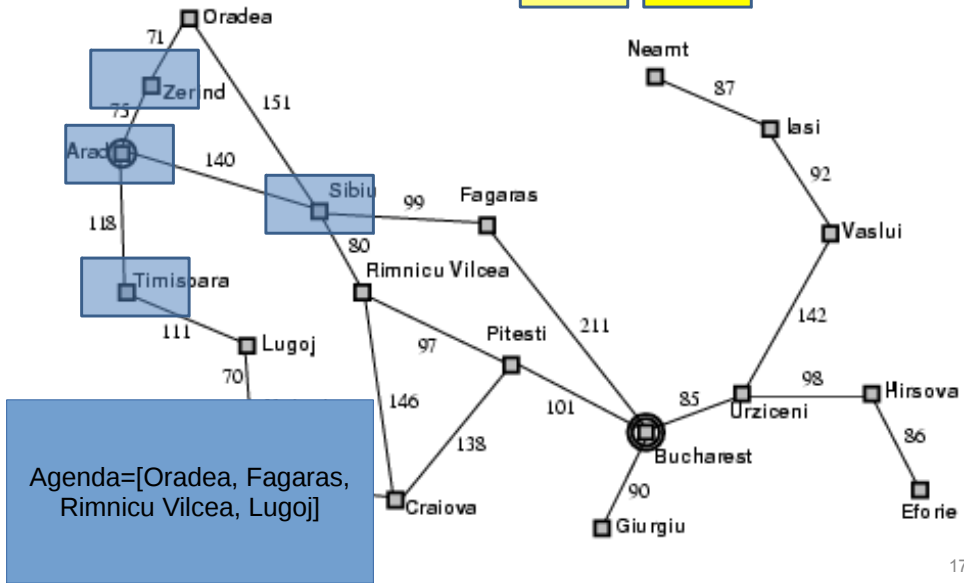 Oradea
71
Neamt
87
Zerind
75
151
Iasi
Arad
140
92
Sibiu
99
Fagaras
118
80
Vaslui
Rimnicu Vilcea
Timisoara
142
111
211
Lugoj
97
Pitesti
70
146
101
85
98
Hirsova
Urziceni
138
86
Bucharest
Agenda=[Oradea, Fagaras,
Rimnicu Vilcea, Lugoj]
90
Craiova
Eforie
Giurgiu
17